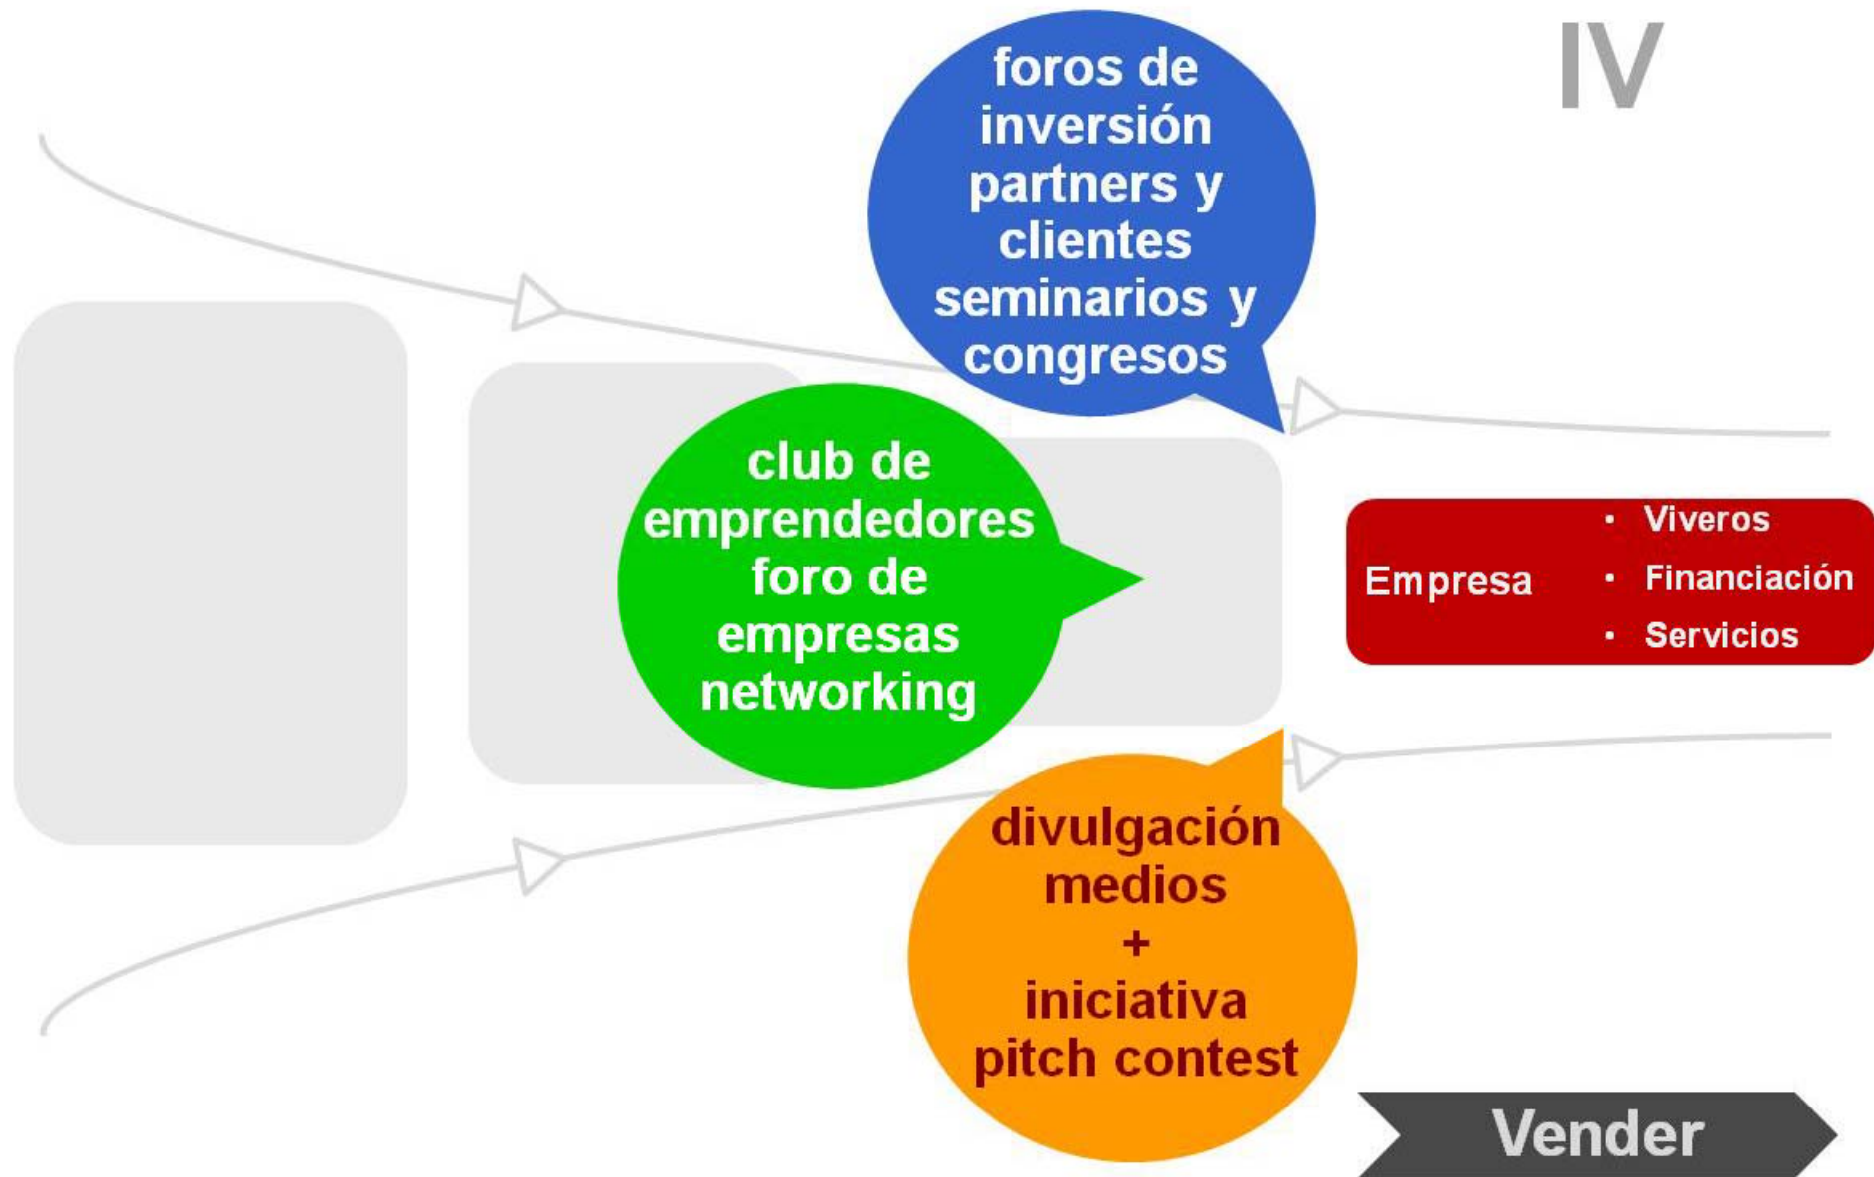 IV
foros de
inversión
partners y
clientes
seminarios y
congresos
club de
emprendedores
foro de
empresas
networking
Empresa
· Viveros
· Financiación
· Servicios
divulgación
medios
+
iniciativa
pitch contest
Vender